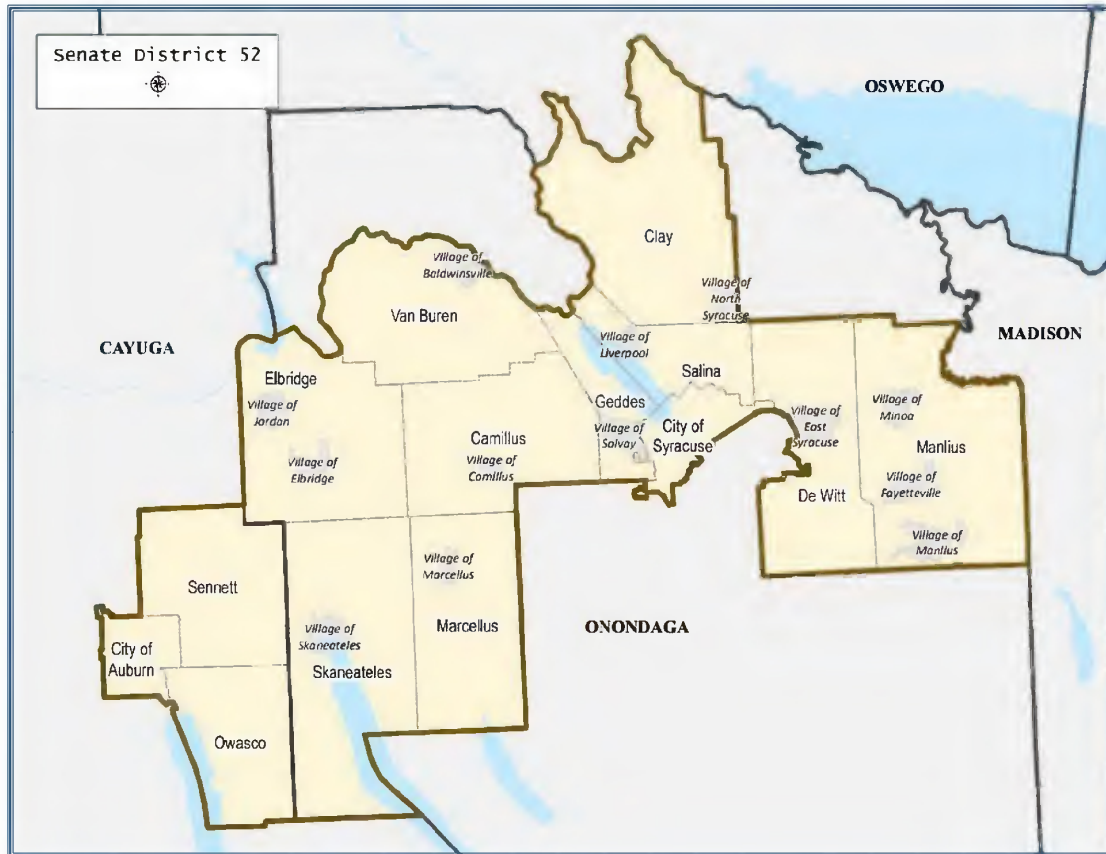 Senate District 52
OSWEGO
Clay
Village of
Baldwinsville
Village of
North
Syracuse
Van Buren
CAYUGA
MADISON
Village of
Liverpool
Salina
Elbridge
Village of
Jordan
Geddes
Village of
Solvay
City of
Syracuse
Village of
East
Syracuse
Village of
Minoa
Manlius
Camillus
Village of
Camillus
Village of
Elbridge
Village of
Fayetteville
De Witt
Village of
Manlius
Village of
Marcellus
Sennett
Marcellus
ONONDAGA
Village of
Skaneateles
Skaneateles
City of
Auburn
Owasco